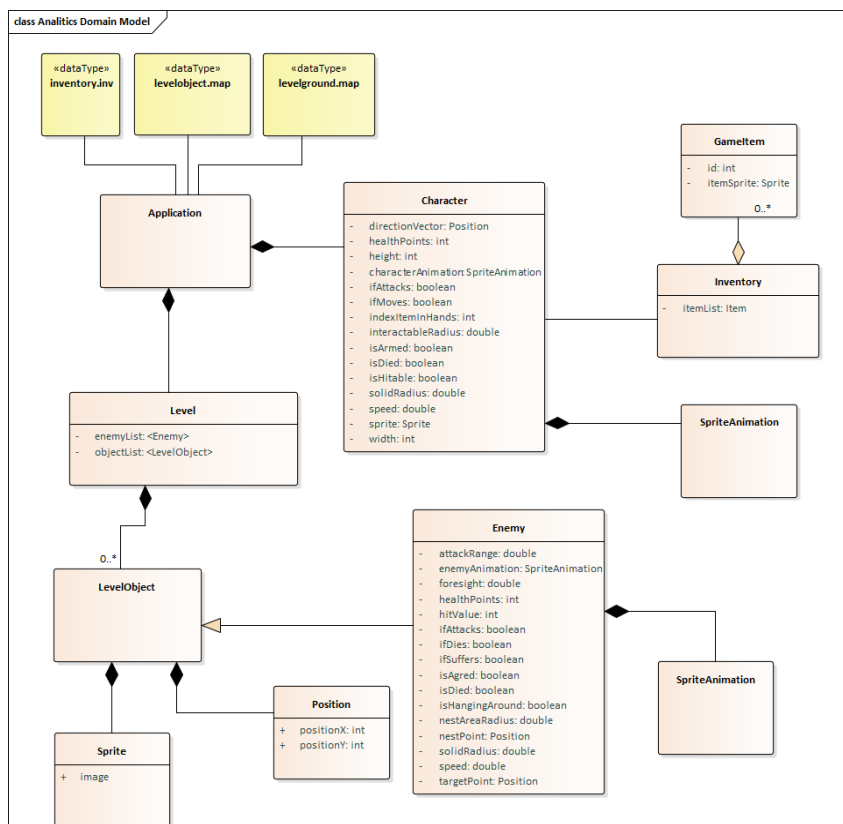 class Analitics Domain Model
«dataType»
inventory.inv
«dataType»
levelobject.map
«dataType»
levelground.map
GameItem
- id: int
- itemSprite: Sprite
0..*
Application
Character
- directionVector: Position
- healthPoints: int
- height: int
- characterAnimation: SpriteAnimation
- ifAttacks: boolean
- ifMoves: boolean
- indexItemInHands: int
- interactableRadius: double
- isArmed: boolean
- isDied: boolean
- isHitable: boolean
- solidRadius: double
- speed: double
- sprite: Sprite
- width: int
Inventory
- itemList: Item
Level
- enemyList: <Enemy>
- objectList: <LevelObject>
SpriteAnimation
0..*
LevelObject
Enemy
- attackRange: double
- enemyAnimation: SpriteAnimation
- foresight: double
- healthPoints: int
- hitValue: int
- ifAttacks: boolean
- ifDies: boolean
- ifSuffers: boolean
- isAgred: boolean
- isDied: boolean
- isHangingAround: boolean
- nestAreaRadius: double
- nestPoint: Position
- solidRadius: double
- speed: double
- targetPoint: Position
SpriteAnimation
Position
+ positionX: int
+ positionY: int
Sprite
+ image